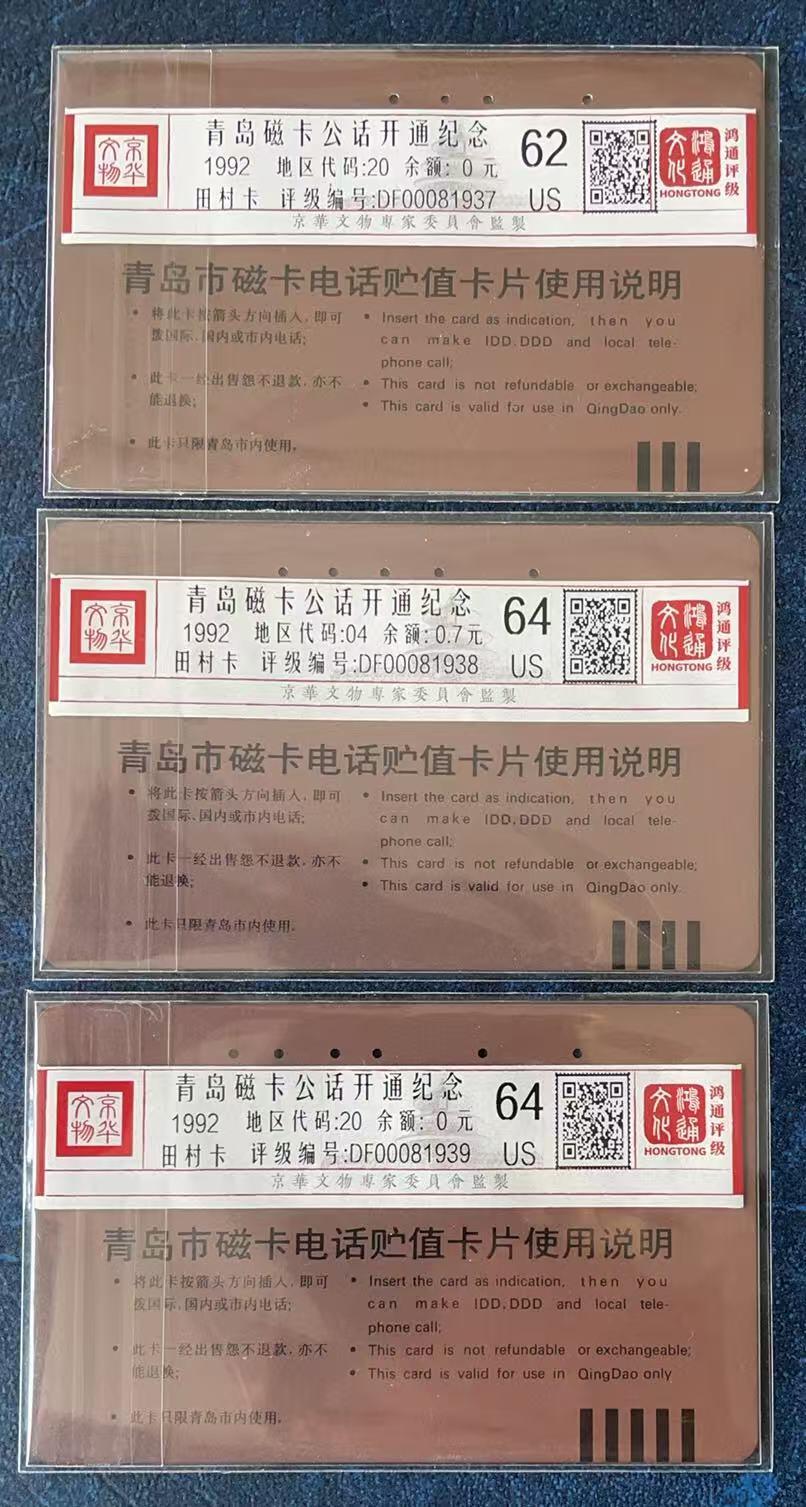 京华
文物
青岛磁卡公话开通纪念
1992 地区代码:20 余额: 0 元
田村卡 评级编号:DF00081937
62
US
京華文物專家委員會監製
鴻通
文化
HONGTONG
鸿通评级
青岛市磁卡电话贮值卡片使用说明
• 将此卡按箭头方向插人,即可
拨国际、国内或市内电话;
• 此卡一经出售怨不退款,亦不
能退换;
• 此卡只限青岛市内使用。
• Insert the card as indication, then you
can make IDD.DDD and local tele-
phone call;
• This card is not refundable or exchangeable;
• This card is valid for use in QingDao only.
京华
文物
青岛磁卡公话开通纪念
1992 地区代码:04 余额: 0.7元
田村卡 评级编号:DF00081938
64
US
京華文物專家委員會監製
鴻通
文化
HONGTONG
鸿通评级
青岛市磁卡电话贮值卡片使用说明
• 将此卡按箭头方向插人,即可
拨国际、国内或市内电话;
• 此卡一经出售怨不退款,亦不
能退换;
• 此卡只限青岛市内使用.
• Insert the card as indication, then you
can make IDD,DDD and local tele-
phone call;
• This card is not refundable or exchangeable;
• This card is valid for use in QingDao only.
京华
文物
青岛磁卡公话开通纪念
1992 地区代码:20 余额: 0 元
田村卡 评级编号:DF00081939
64
US
京華文物專家委員會監製
鴻通
文化
HONGTONG
鸿通评级
青岛市磁卡电话贮值卡片使用说明
• 将此卡按箭头方向插人,即可
拨国际、国内或市内电话;
• 此卡一经出售怨不退款,亦不
能退换;
• 此卡只限青岛市内使用.
• Insert the card as indication, then you
can make IDD,DDD and local tele-
phone call;
• This card is not refundable or exchangeable;
• This card is valid for use in QingDao only